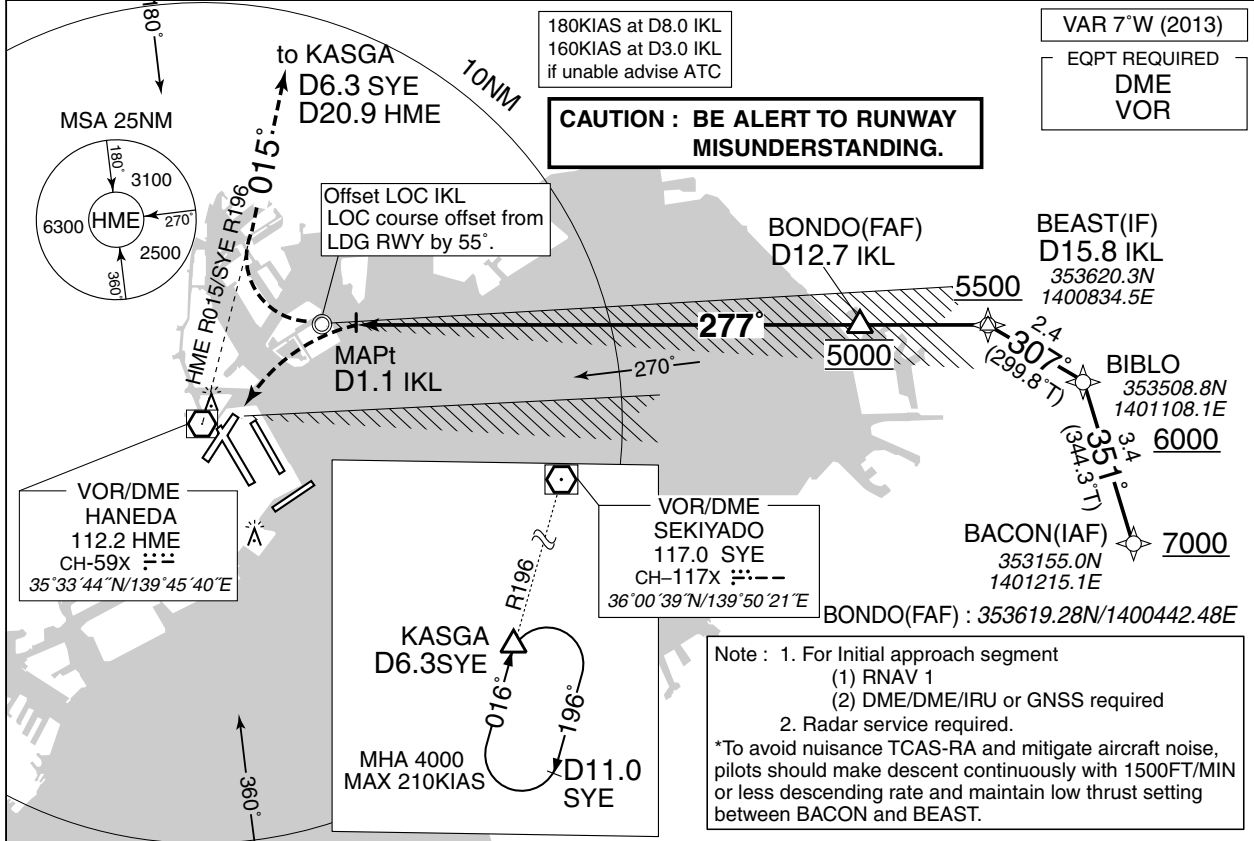 180°
to KASGA
D6.3 SYE
D20.9 HME
10NM
180KIAS at D8.0 IKL
160KIAS at D3.0 IKL
if unable advise ATC
VAR 7°W (2013)
EQPT REQUIRED
DME
VOR
CAUTION : BE ALERT TO RUNWAY
MISUNDERSTANDING.
MSA 25NM
180°
3100
6300
HME
270°
2500
360°
015°
HME R015/SYE R196
Offset LOC IKL
LOC course offset from
LDG RWY by 55°.
BONDO(FAF)
D12.7 IKL
BEAST(IF)
D15.8 IKL
353620.3N
1400834.5E
5500
277°
5000
MAPt
D1.1 IKL
270°
2.4
307°
(299.8°T)
BIBLO
353508.8N
1401108.1E
6000
3.4
351°
(344.3°T)
BACON(IAF)
353155.0N
1401215.1E
7000
BONDO(FAF) : 353619.28N/1400442.48E
VOR/DME
HANEDA
112.2 HME
CH-59X
35°33′44″N/139°45′40″E
VOR/DME
SEKIYADO
117.0 SYE
CH–117X
36°00′39″N/139°50′21″E
R196
KASGA
D6.3SYE
016°
196°
MHA 4000
MAX 210KIAS
D11.0
SYE
360°
Note : 1. For Initial approach segment
(1) RNAV 1
(2) DME/DME/IRU or GNSS required
2. Radar service required.
*To avoid nuisance TCAS-RA and mitigate aircraft noise,
pilots should make descent continuously with 1500FT/MIN
or less descending rate and maintain low thrust setting
between BACON and BEAST.